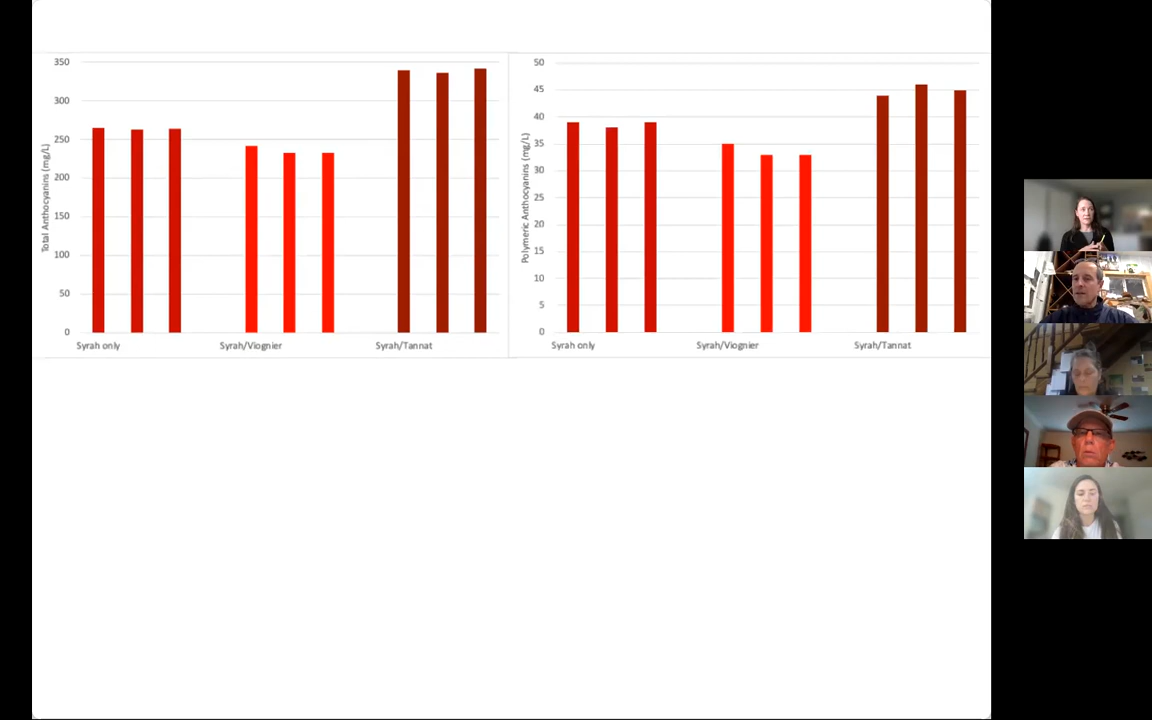 350
300
250
200
150
100
50
0
Total Anthocyanins (mg/L)
Syrah only
Syrah/Viognier
Syrah/Tannat
50
45
40
35
30
25
20
15
10
5
0
Polymeric Anthocyanins (mg/L)
Syrah only
Syrah/Viognier
Syrah/Tannat